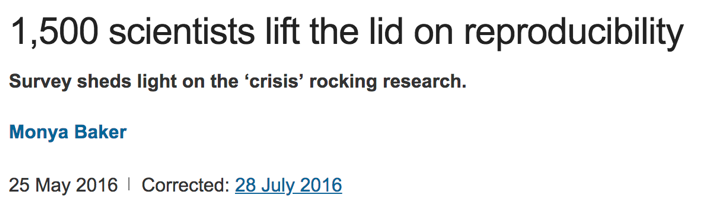 1,500 scientists lift the lid on reproducibility
Survey sheds light on the ‘crisis’ rocking research.
Monya Baker
25 May 2016 | Corrected: 28 July 2016